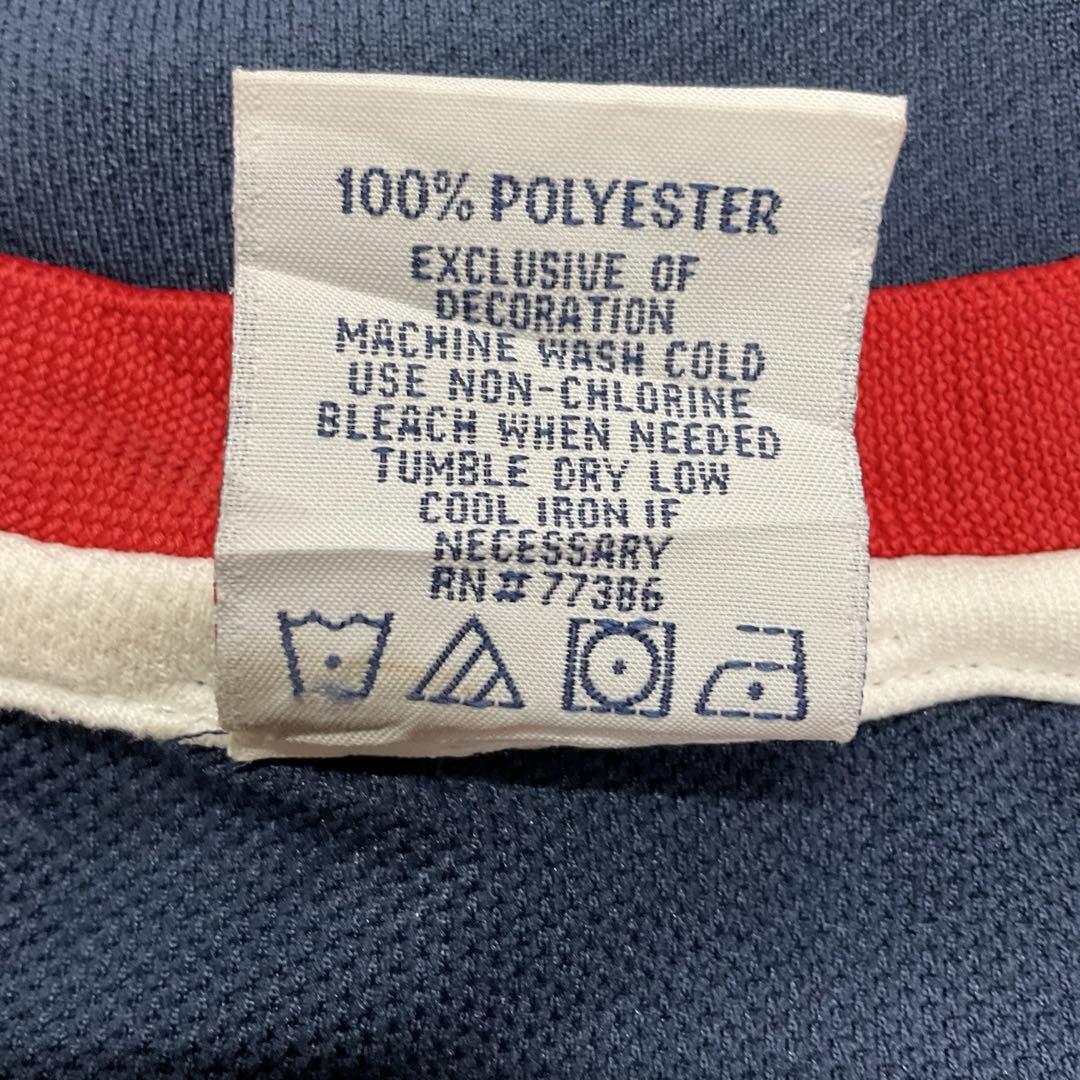 100% POLYESTER
EXCLUSIVE OF
DECORATION
MACHINE WASH COLD
USE NON-CHLORINE
BLEACH WHEN NEEDED
TUMBLE DRY LOW
COOL IRON IF
NECESSARY
RN#77386